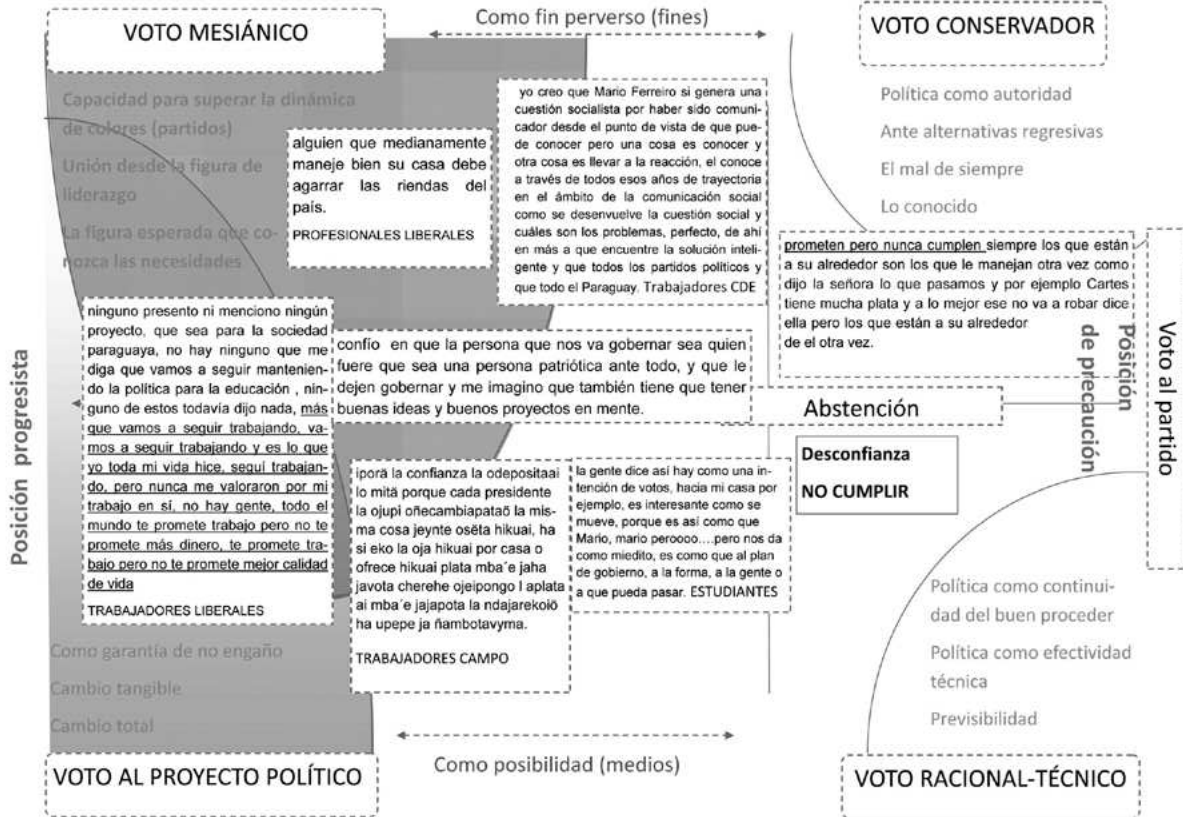 VOTO MESIÁNICO
Como fin perverso (fines)
VOTO CONSERVADOR
Capacidad para superar la dinámica
de colores (partidos)
Unión desde la figura de
liderazgo
La figura esperada que co-
nozca las necesidades
alguien que medianamente
maneje bien su casa debe
agarrar las riendas del
país.
PROFESIONALES LIBERALES
yo creo que Mario Ferreiro si genera una
cuestión socialista por haber sido comuni-
cador desde el punto de vista de que pue-
de conocer pero una cosa es conocer y
otra cosa es llevar a la reacción, el conoce
a través de todos esos años de trayectoria
en el ámbito de la comunicación social
como se desenvuelve la cuestión social y
cuáles son los problemas, perfecto, de ahí
en más a que encuentre la solución inteli-
gente y que todos los partidos políticos y
que todo el Paraguay. Trabajadores CDE
Política como autoridad
Ante alternativas regresivas
El mal de siempre
Lo conocido
prometen pero nunca cumplen siempre los que están
a su alrededor son los que le manejan otra vez como
dijo la señora lo que pasamos y por ejemplo Cartes
tiene mucha plata y a lo mejor ese no va a robar dice
ella pero los que están a su alrededor
de el otra vez.
Posición
de precaución
Voto al partido
Posición progresista
ninguno presento ni menciono ningún
proyecto, que sea para la sociedad
paraguaya, no hay ninguno que me
diga que vamos a seguir mantenien-
do la política para la educación , nin-
guno de estos todavía dijo nada, más
que vamos a seguir trabajando, va-
mos a seguir trabajando y es lo que
yo toda mi vida hice, seguí trabajan-
do, pero nunca me valoraron por mi
trabajo en sí, no hay gente, todo el
mundo te promete trabajo pero no te
promete más dinero, te promete tra-
bajo pero no te promete mejor calidad
de vida
TRABAJADORES LIBERALES
confío en que la persona que nos va gobernar sea quien
fuere que sea una persona patriótica ante todo, y que le
dejen gobernar y me imagino que también tiene que tener
buenas ideas y buenos proyectos en mente.
Abstención
Desconfianza
NO CUMPLIR
iporã la confianza la odepositaai
lo mitã porque cada presidente
la ojupi oñecambiapataõ la mis-
ma cosa jeynte osẽta hikuai, ha
si eko la oja hikuai por casa o
ofrece hikuai plata mba´e jaha
javota cherehe ojeipongo l aplata
ai mba´e jajapota la ndajarekoiõ
ha upepe ja ñambotavyma.
TRABAJADORES CAMPO
la gente dice así hay como una in-
tención de votos, hacia mi casa por
ejemplo, es interesante como se
mueve, porque es así como que
Mario, mario peroooo....pero nos da
como miedito, es como que al plan
de gobierno, a la forma, a la gente o
a que pueda pasar. ESTUDIANTES
Como garantía de no engaño
Cambio tangible
Cambio total
Política como continui-
dad del buen proceder
Política como efectividad
técnica
Previsibilidad
VOTO AL PROYECTO POLÍTICO
Como posibilidad (medios)
VOTO RACIONAL-TÉCNICO